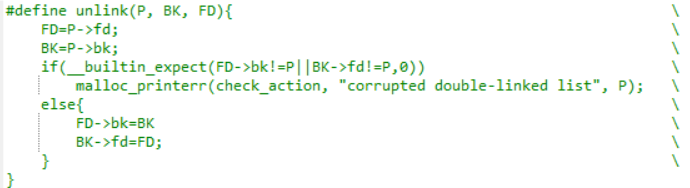 #define unlink(P, BK, FD){ \
    FD=P->fd; \
    BK=P->bk; \
    if(__builtin_expect(FD->bk!=P||BK->fd!=P,0)) \
        malloc_printerr(check_action, "corrupted double-linked list", P); \
    else{ \
        FD->bk=BK \
        BK->fd=FD; \
    } \
}